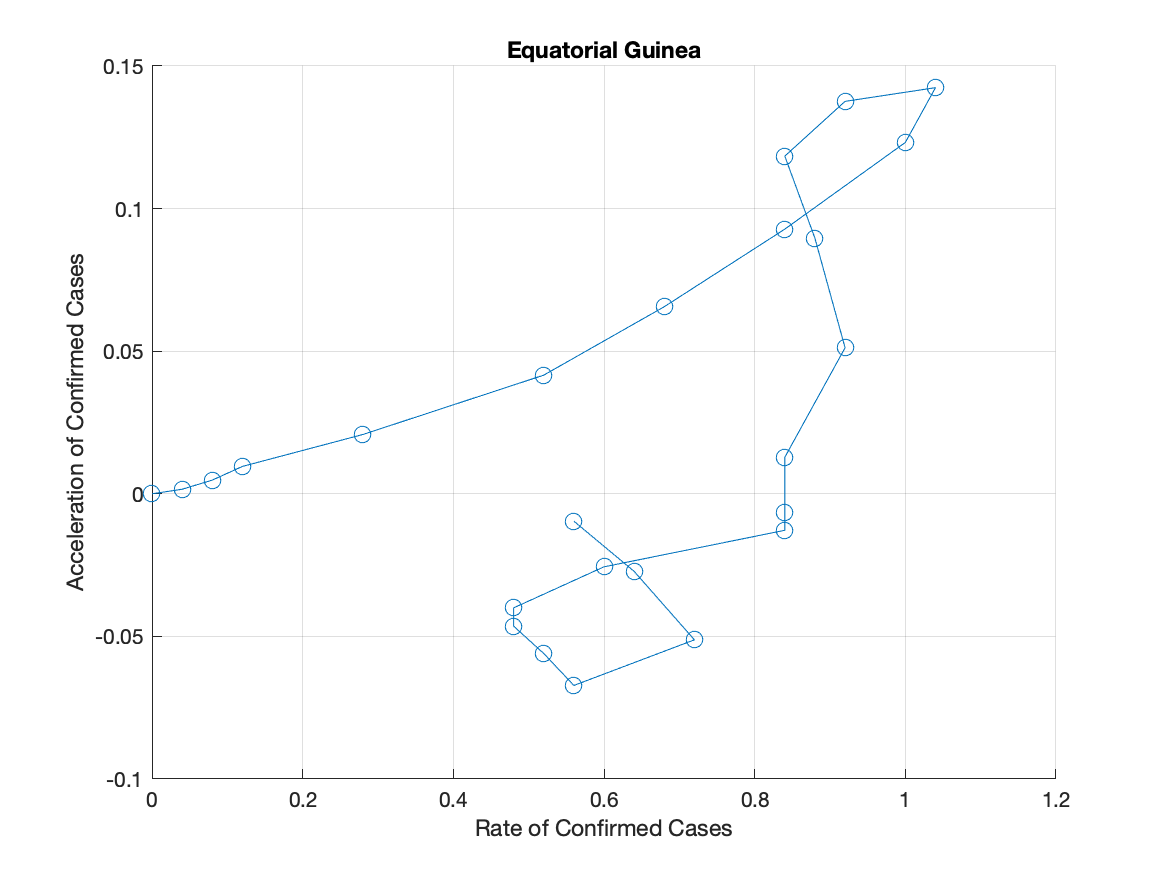 Equatorial Guinea
0.15
0.1
0.05
0
-0.05
-0.1
Acceleration of Confirmed Cases
0 0.2 0.4 0.6 0.8 1 1.2
Rate of Confirmed Cases